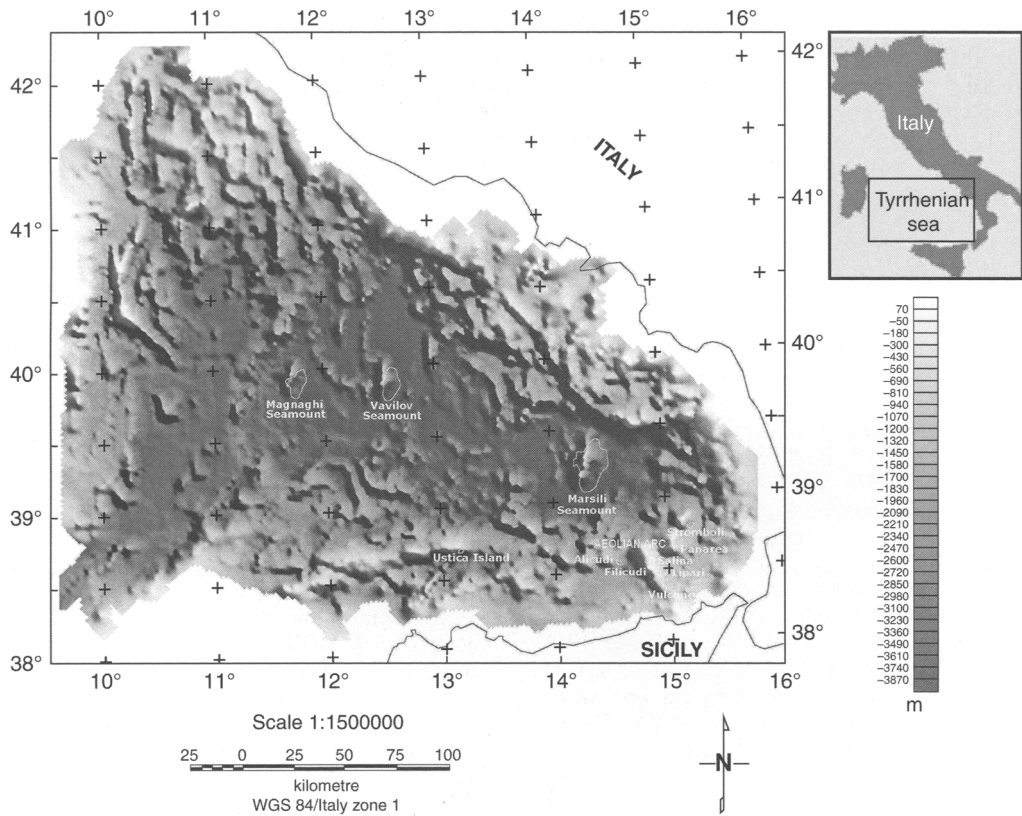 10° 11° 12° 13° 14° 15° 16°
42°
41°
40°
39°
38°
42°
41°
40°
39°
38°
ITALY
Magnaghi
Seamount
Vavilov
Seamount
Marsili
Seamount
Stromboli
AEOLIAN ARC
Panarea
Ustica Island
Alicudi
Salina
Filicudi
Lipari
Vulcano
SICILY
10° 11° 12° 13° 14° 15° 16°
Italy
Tyrrhenian
sea
70
−50
−180
−300
−430
−560
−690
−810
−940
−1070
−1200
−1320
−1450
−1580
−1700
−1830
−1960
−2090
−2210
−2340
−2470
−2600
−2720
−2850
−2980
−3100
−3230
−3360
−3490
−3610
−3740
−3870
m
Scale 1:1500000
25 0 25 50 75 100
kilometre
WGS 84/Italy zone 1
N